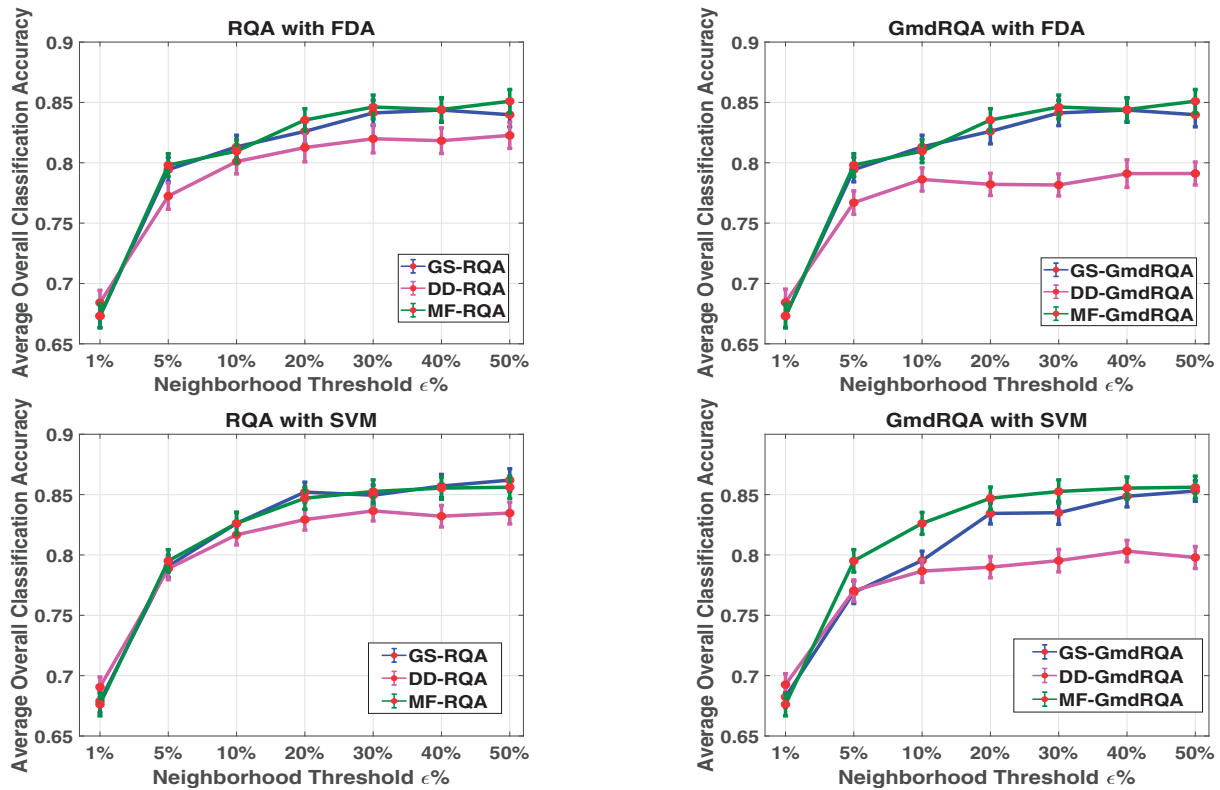 RQA with FDA
Average Overall Classification Accuracy
0.9
0.85
0.8
0.75
0.7
0.65
GS-RQA
DD-RQA
MF-RQA
1% 5% 10% 20% 30% 40% 50%
Neighborhood Threshold ϵ%
GmdRQA with FDA
Average Overall Classification Accuracy
0.9
0.85
0.8
0.75
0.7
0.65
GS-GmdRQA
DD-GmdRQA
MF-GmdRQA
1% 5% 10% 20% 30% 40% 50%
Neighborhood Threshold ϵ%
RQA with SVM
Average Overall Classification Accuracy
0.9
0.85
0.8
0.75
0.7
0.65
GS-RQA
DD-RQA
MF-RQA
1% 5% 10% 20% 30% 40% 50%
Neighborhood Threshold ϵ%
GmdRQA with SVM
Average Overall Classification Accuracy
0.85
0.8
0.75
0.7
0.65
GS-GmdRQA
DD-GmdRQA
MF-GmdRQA
1% 5% 10% 20% 30% 40% 50%
Neighborhood Threshold ϵ%